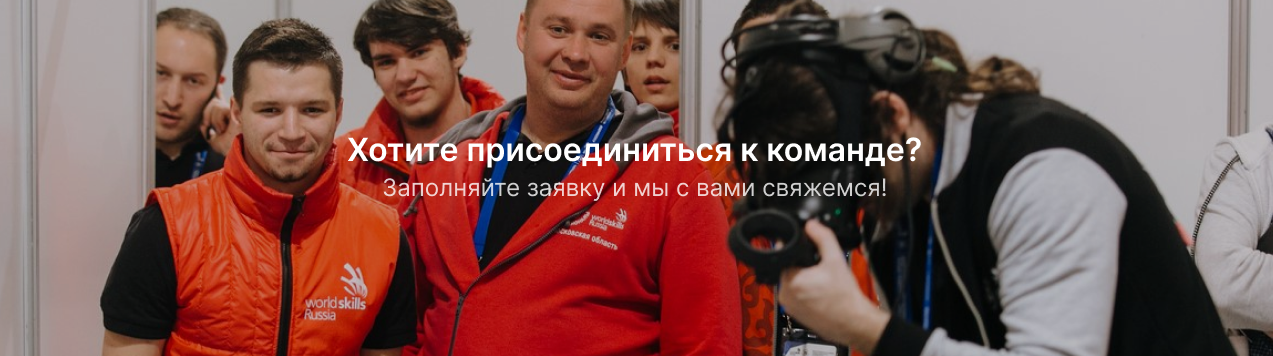 Хотите присоединиться к команде?
Заполняйте заявку и мы с вами свяжемся!
worldskills
Russia
Московская область
worldskills
Russia